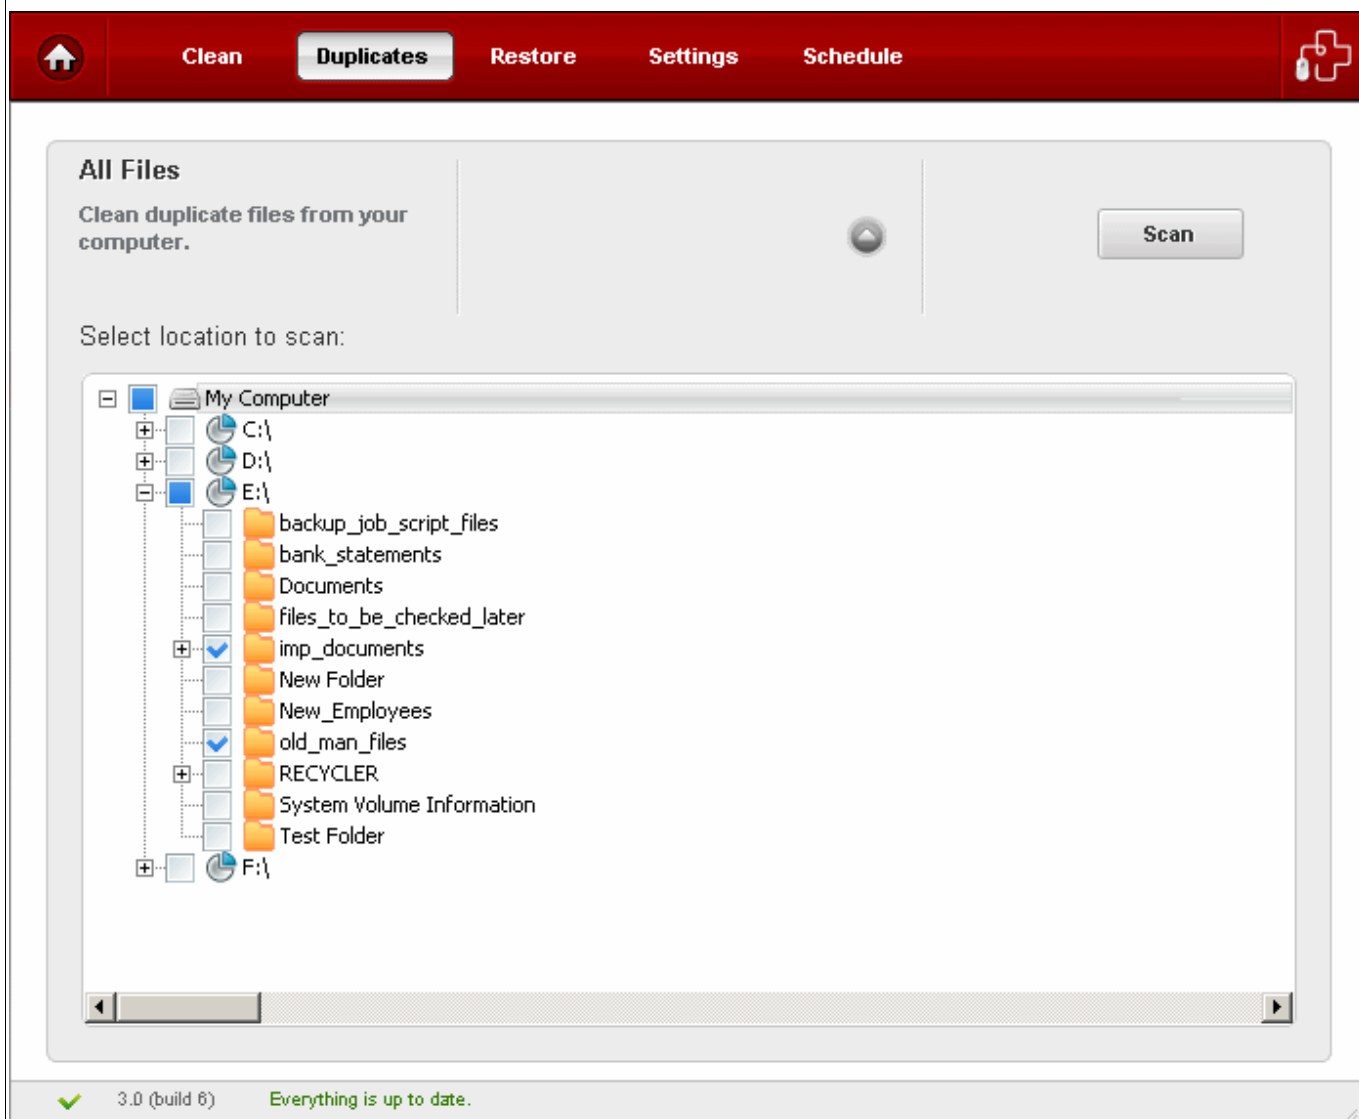 Clean Duplicates Restore Settings Schedule
All Files
Clean duplicate files from your
computer.
Scan
Select location to scan:
My Computer
C:\
D:\
E:\
backup_job_script_files
bank_statements
Documents
files_to_be_checked_later
imp_documents
New Folder
New_Employees
old_man_files
RECYCLER
System Volume Information
Test Folder
F:\
3.0 (build 6) Everything is up to date.